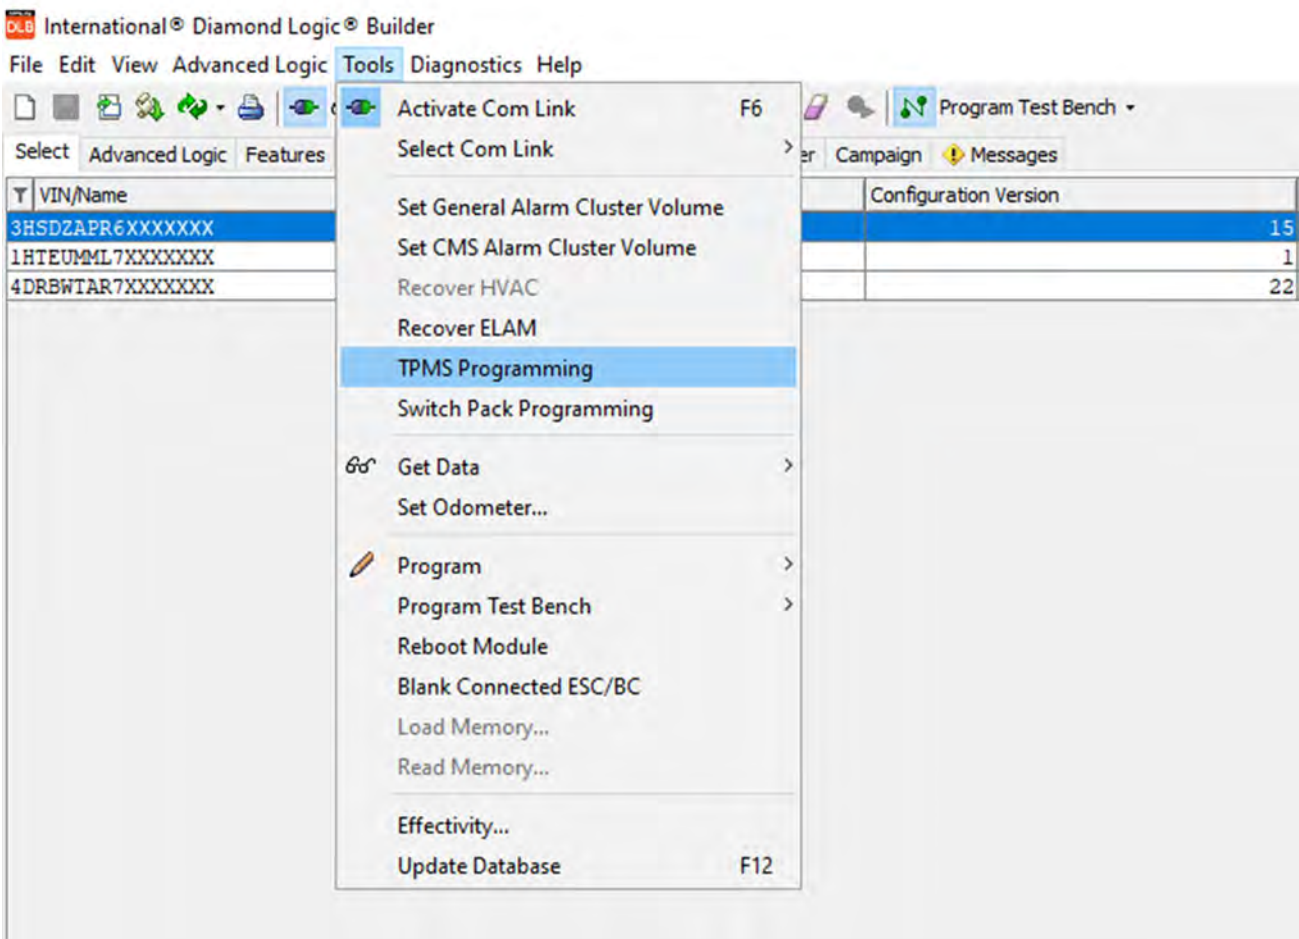 DLB International® Diamond Logic® Builder
File Edit View Advanced Logic Tools Diagnostics Help
Activate Com Link F6
Program Test Bench
Select Advanced Logic Features
Select Com Link
er Campaign Messages
VIN/Name Configuration Version
3HSDZAPR6XXXXXXX 15
1HTEUMML7XXXXXXX 1
4DRBWTAR7XXXXXXX 22
Set General Alarm Cluster Volume
Set CMS Alarm Cluster Volume
Recover HVAC
Recover ELAM
TPMS Programming
Switch Pack Programming
Get Data
Set Odometer...
Program
Program Test Bench
Reboot Module
Blank Connected ESC/BC
Load Memory...
Read Memory...
Effectivity...
Update Database F12